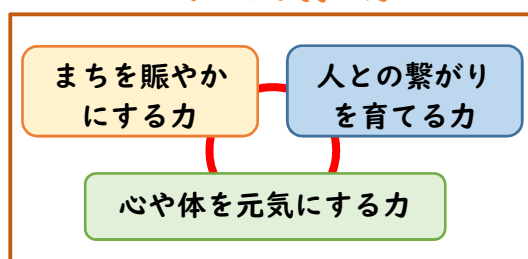 まちを賑やか
にする力
人との繋がり
を育てる力
心や体を元気にする力